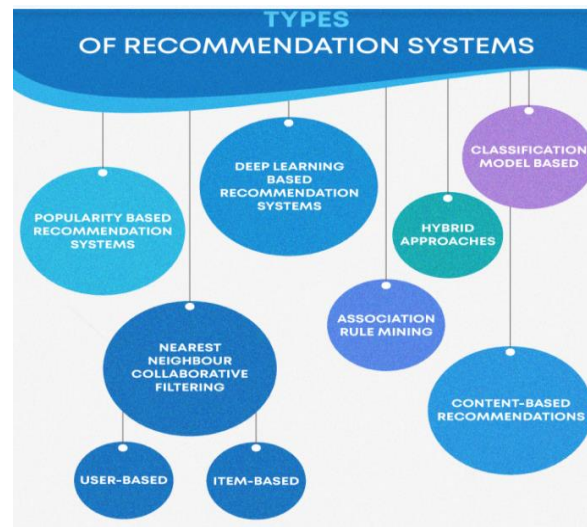 TYPES
OF RECOMMENDATION SYSTEMS
POPULARITY BASED
RECOMMENDATION
SYSTEMS
DEEP LEARNING
BASED
RECOMMENDATION
SYSTEMS
CLASSIFICATION
MODEL BASED
HYBRID
APPROACHES
ASSOCIATION
RULE MINING
NEAREST
NEIGHBOUR
COLLABORATIVE
FILTERING
CONTENT-BASED
RECOMMENDATIONS
USER-BASED
ITEM-BASED